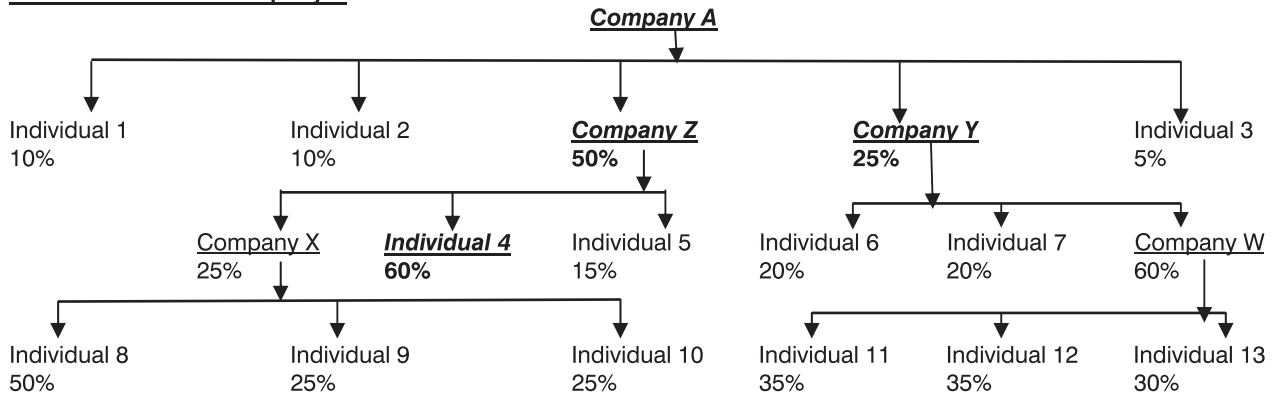 Company A
Individual 1 Individual 2 Company Z Company Y Individual 3
10% 10% 50% 25% 5%
Company X Individual 4 Individual 5 Individual 6 Individual 7 Company W
25% 60% 15% 20% 20% 60%
Individual 8 Individual 9 Individual 10 Individual 11 Individual 12 Individual 13
50% 25% 25% 35% 35% 30%